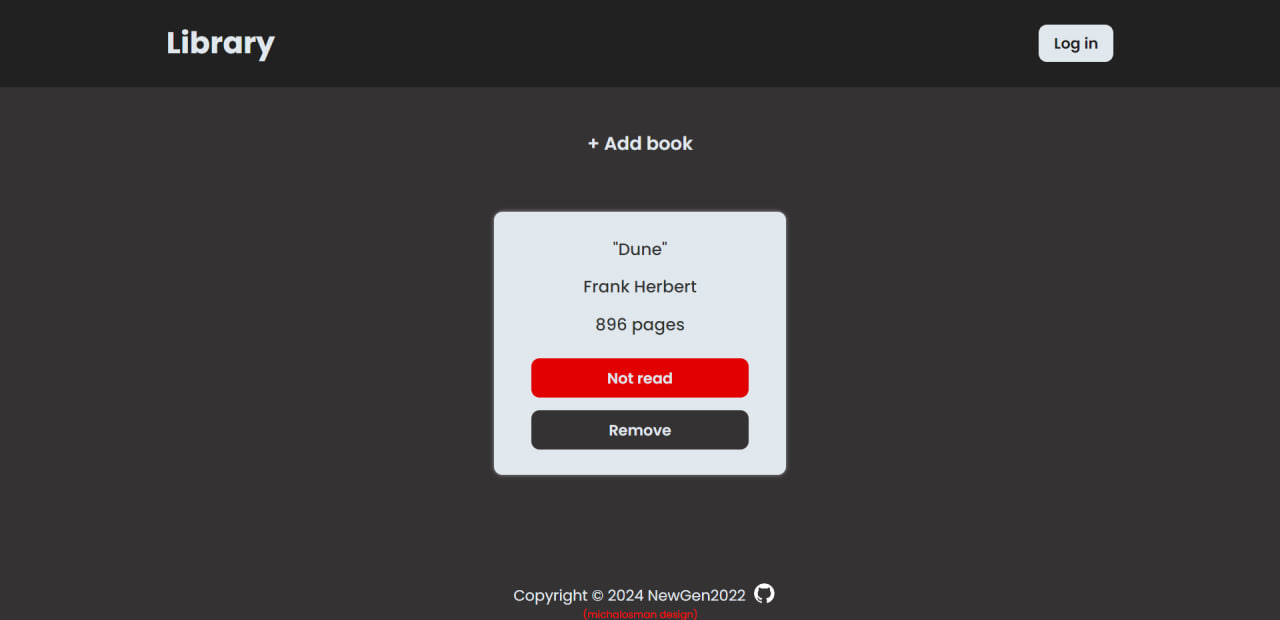 Library
Log in
+ Add book
"Dune"
Frank Herbert
896 pages
Not read
Remove
Copyright © 2024 NewGen2022
(michalosman design)